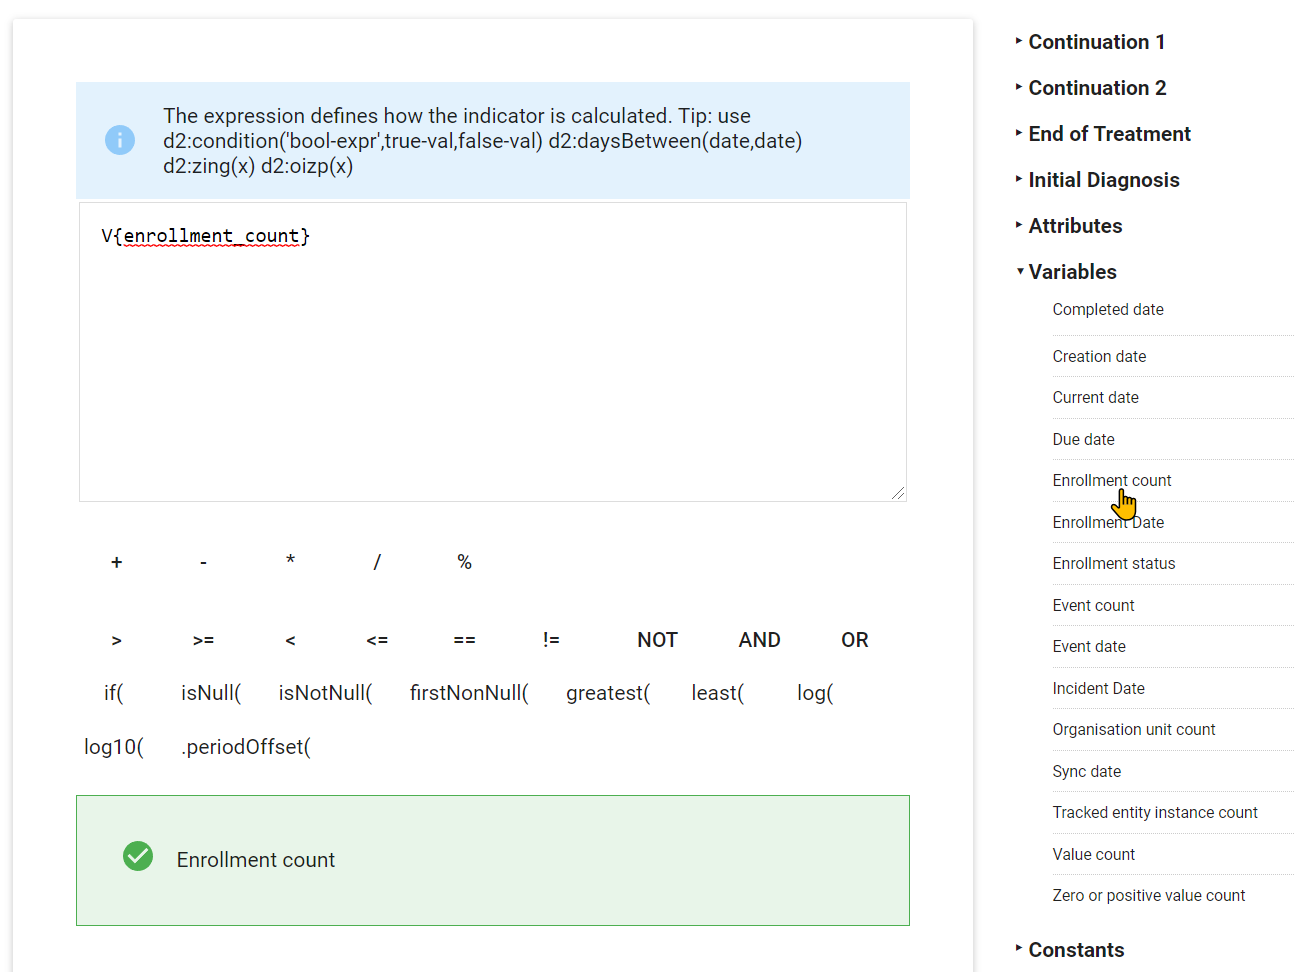 The expression defines how the indicator is calculated. Tip: use
d2:condition('bool-expr',true-val,false-val) d2:daysBetween(date,date)
d2:zing(x) d2:oizp(x)
V{enrollment_count}
+ - * / %
> >= < <= == != NOT AND OR
if( isNull( isNotNull( firstNonNull( greatest( least( log(
log10( .periodOffset(
Enrollment count
Continuation 1
Continuation 2
End of Treatment
Initial Diagnosis
Attributes
Variables
Completed date
Creation date
Current date
Due date
Enrollment count
Enrollment Date
Enrollment status
Event count
Event date
Incident Date
Organisation unit count
Sync date
Tracked entity instance count
Value count
Zero or positive value count
Constants